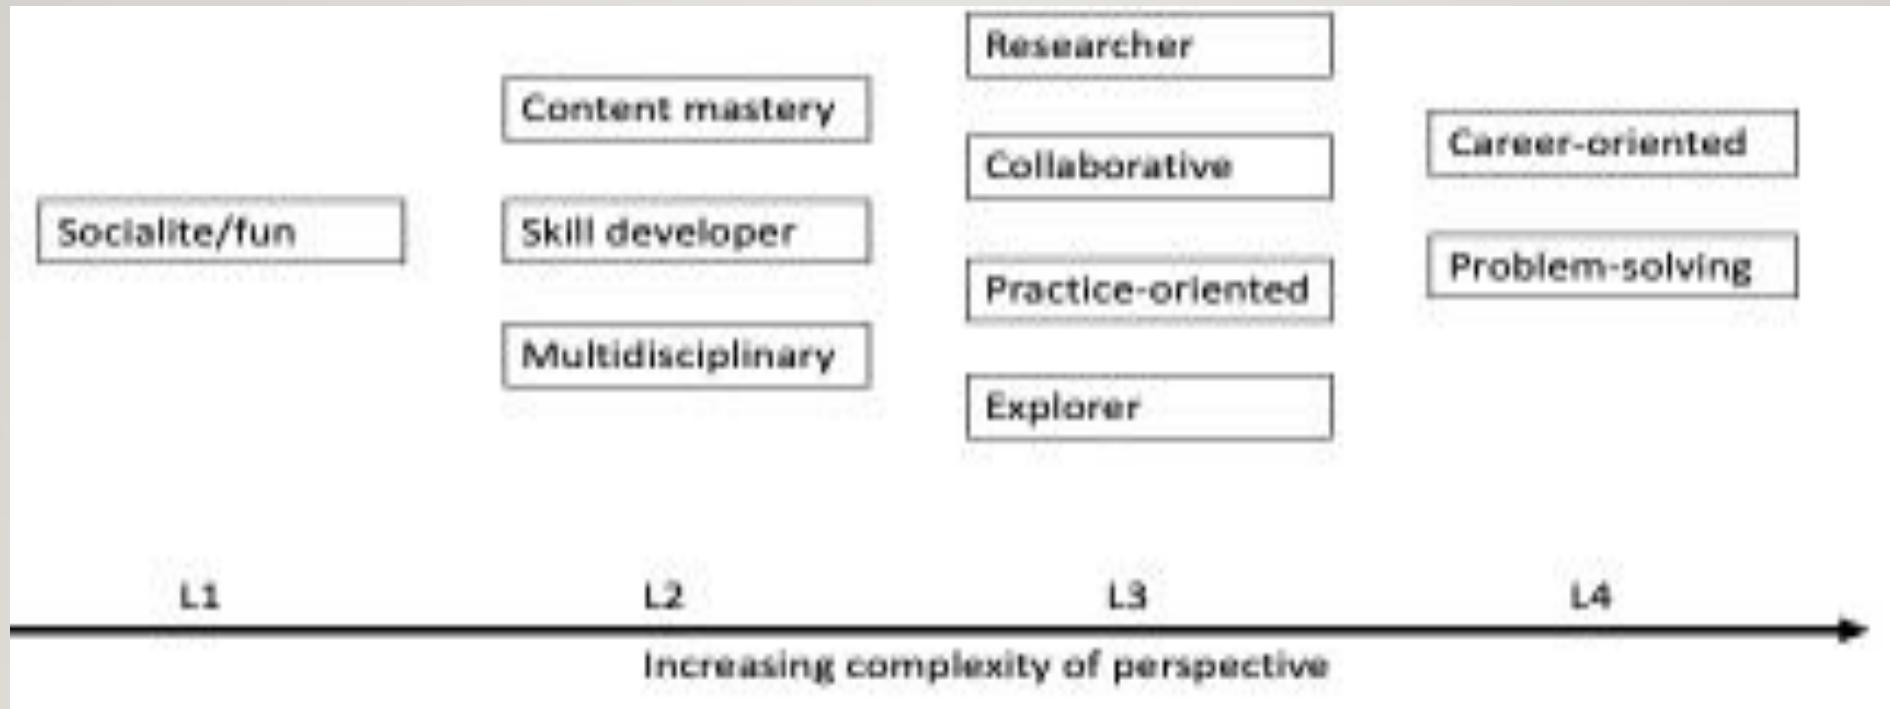 Socialite/fun
Content mastery
Skill developer
Multidisciplinary
Researcher
Collaborative
Practice-oriented
Explorer
Career-oriented
Problem-solving
L1 L2 L3 L4
Increasing complexity of perspective